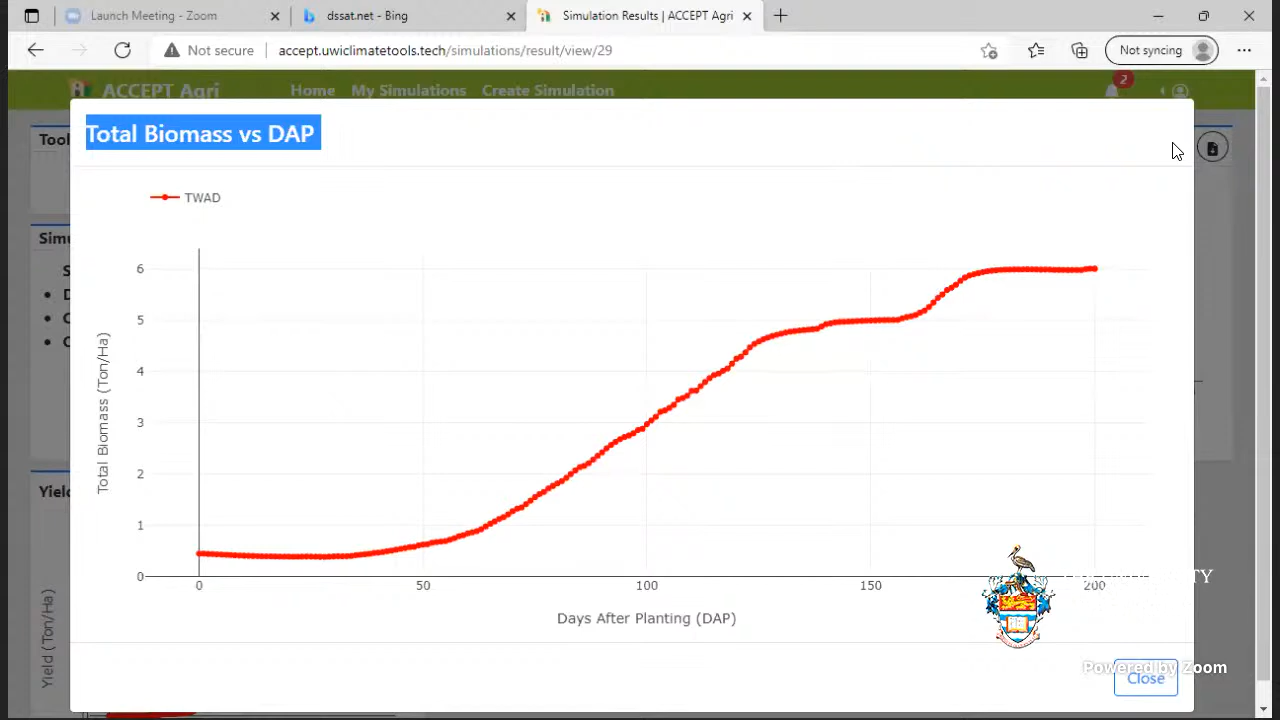 Launch Meeting - Zoom
dssat.net - Bing
Simulation Results | ACCEPT Agri
Not secure
accept.uwiclimatetools.tech/simulations/result/view/29
Not syncing
ACCEPT Agri
Home
My Simulations
Create Simulation
2
Total Biomass vs DAP
TWAD
6
5
4
3
2
1
0
Total Biomass (Ton/Ha)
0
50
100
150
200
Days After Planting (DAP)
Yield (Ton/Ha)
Powered by Zoom
Close